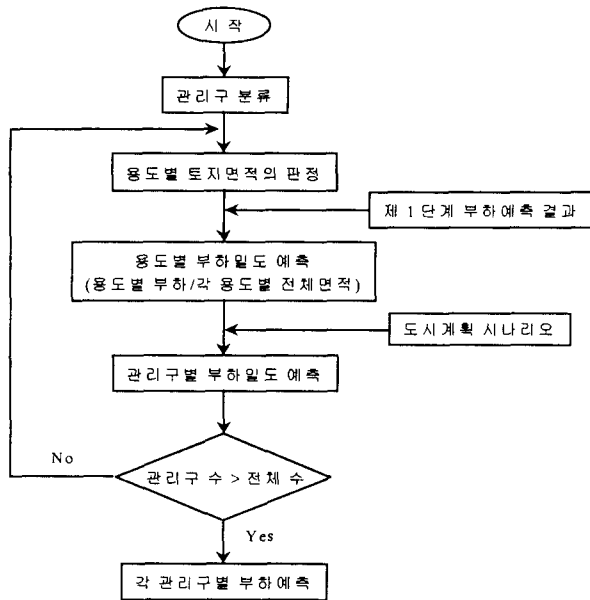 시 작
관리구 분류
용도별 토지면적의 판정
제 1 단계 부하예측 결과
용도별 부하밀도 예측
(용도별 부하/각 용도별 전체면적)
도시계획 시나리오
관리구별 부하밀도 예측
No
관리구 수 > 전체 수
Yes
각 관리구별 부하예측